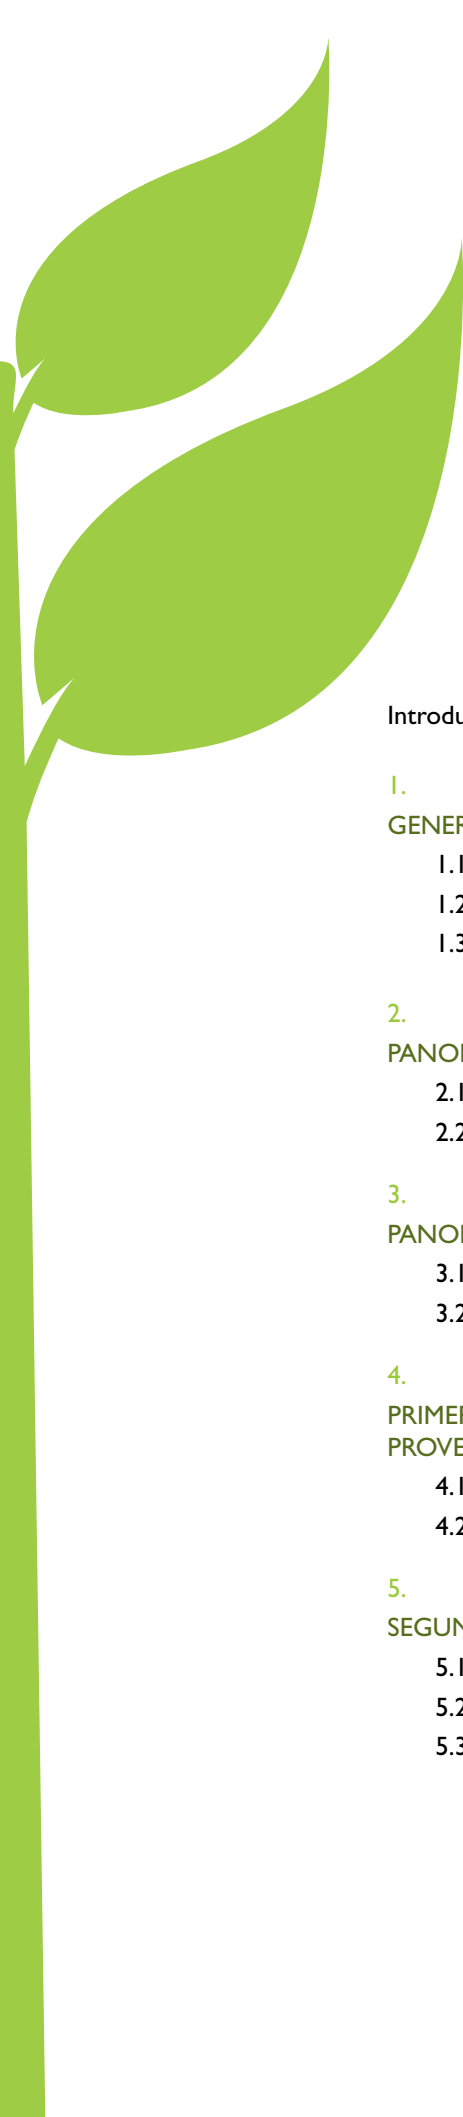 Introdu
1.
GENER
1.1
1.2
1.3
2.
PANO
2.1
2.2
3.
PANO
3.1
3.2
4.
PRIMER
PROVE
4.1
4.2
5.
SEGUN
5.1
5.2
5.3